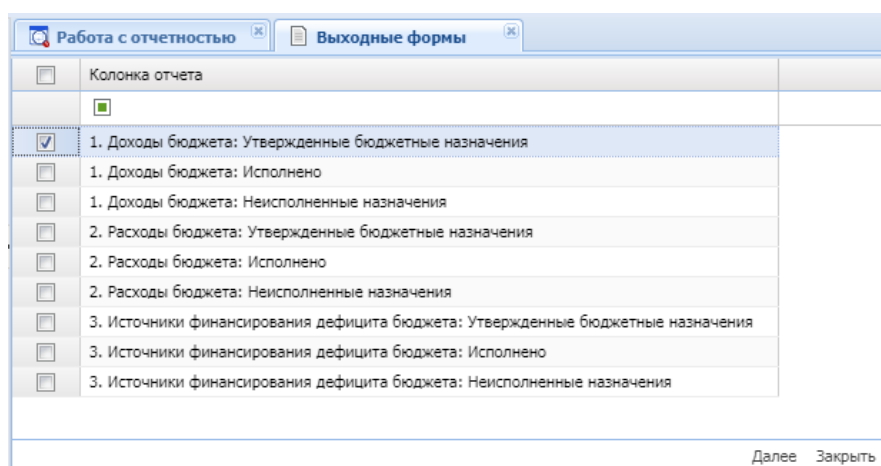 Работа с отчетностью Выходные формы
Колонка отчета
1. Доходы бюджета: Утвержденные бюджетные назначения
1. Доходы бюджета: Исполнено
1. Доходы бюджета: Неисполненные назначения
2. Расходы бюджета: Утвержденные бюджетные назначения
2. Расходы бюджета: Исполнено
2. Расходы бюджета: Неисполненные назначения
3. Источники финансирования дефицита бюджета: Утвержденные бюджетные назначения
3. Источники финансирования дефицита бюджета: Исполнено
3. Источники финансирования дефицита бюджета: Неисполненные назначения
Далее Закрыть